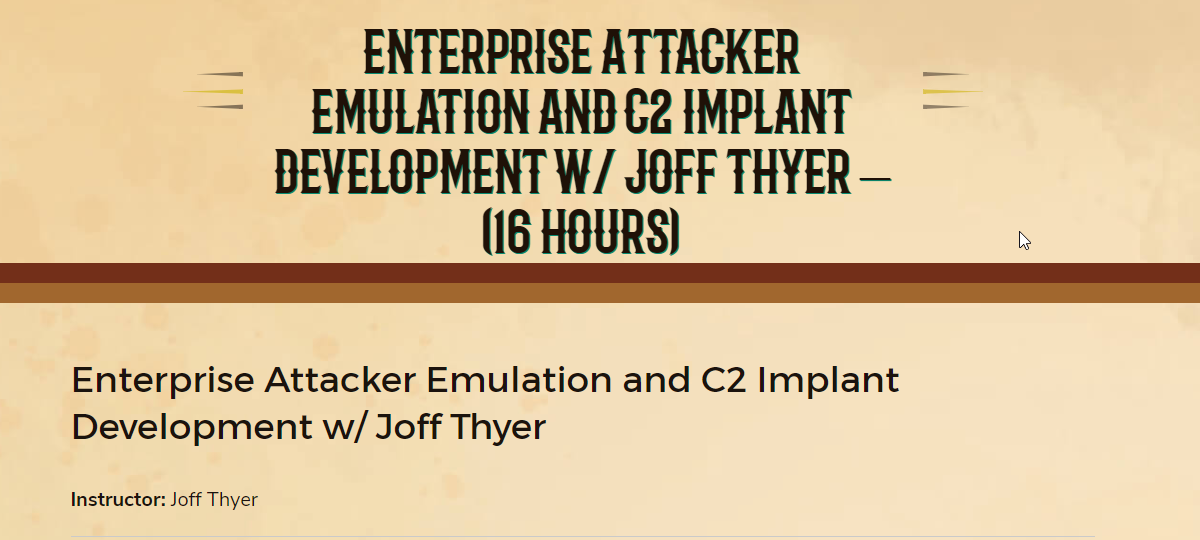 ENTERPRISE ATTACKER
EMULATION AND C2 IMPLANT
DEVELOPMENT W/ JOFF THYER –
(16 HOURS)
Enterprise Attacker Emulation and C2 Implant
Development w/ Joff Thyer
Instructor: Joff Thyer